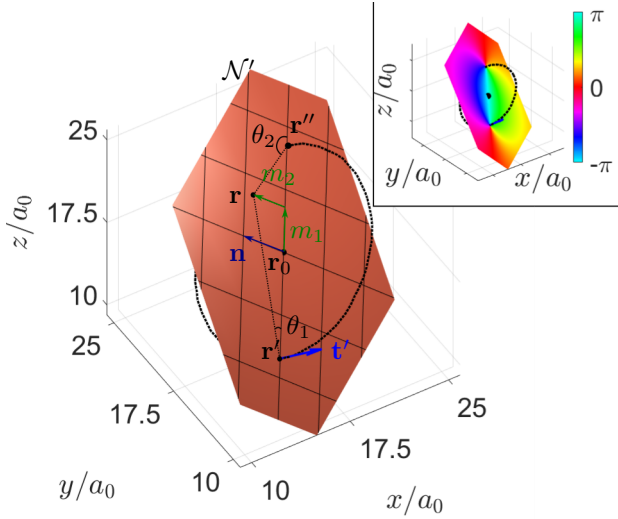 𝒩′
θ₂
r″
m₂
r
m₁
n
r₀
θ₁
r′
t′
z/a₀
25
17.5
10
25
17.5
10
y/a₀
10
17.5
25
x/a₀
z/a₀
y/a₀
x/a₀
π
0
-π